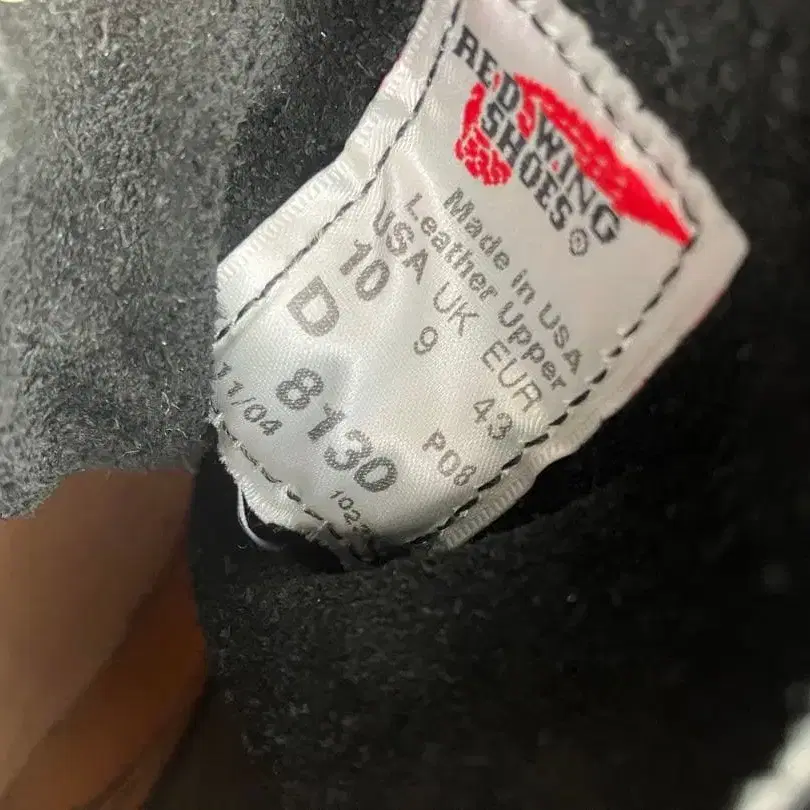 RED WING
SHOES®
Made in USA
Leather Upper
USA UK EUR
10 9 43
D
8130 P08
11/04